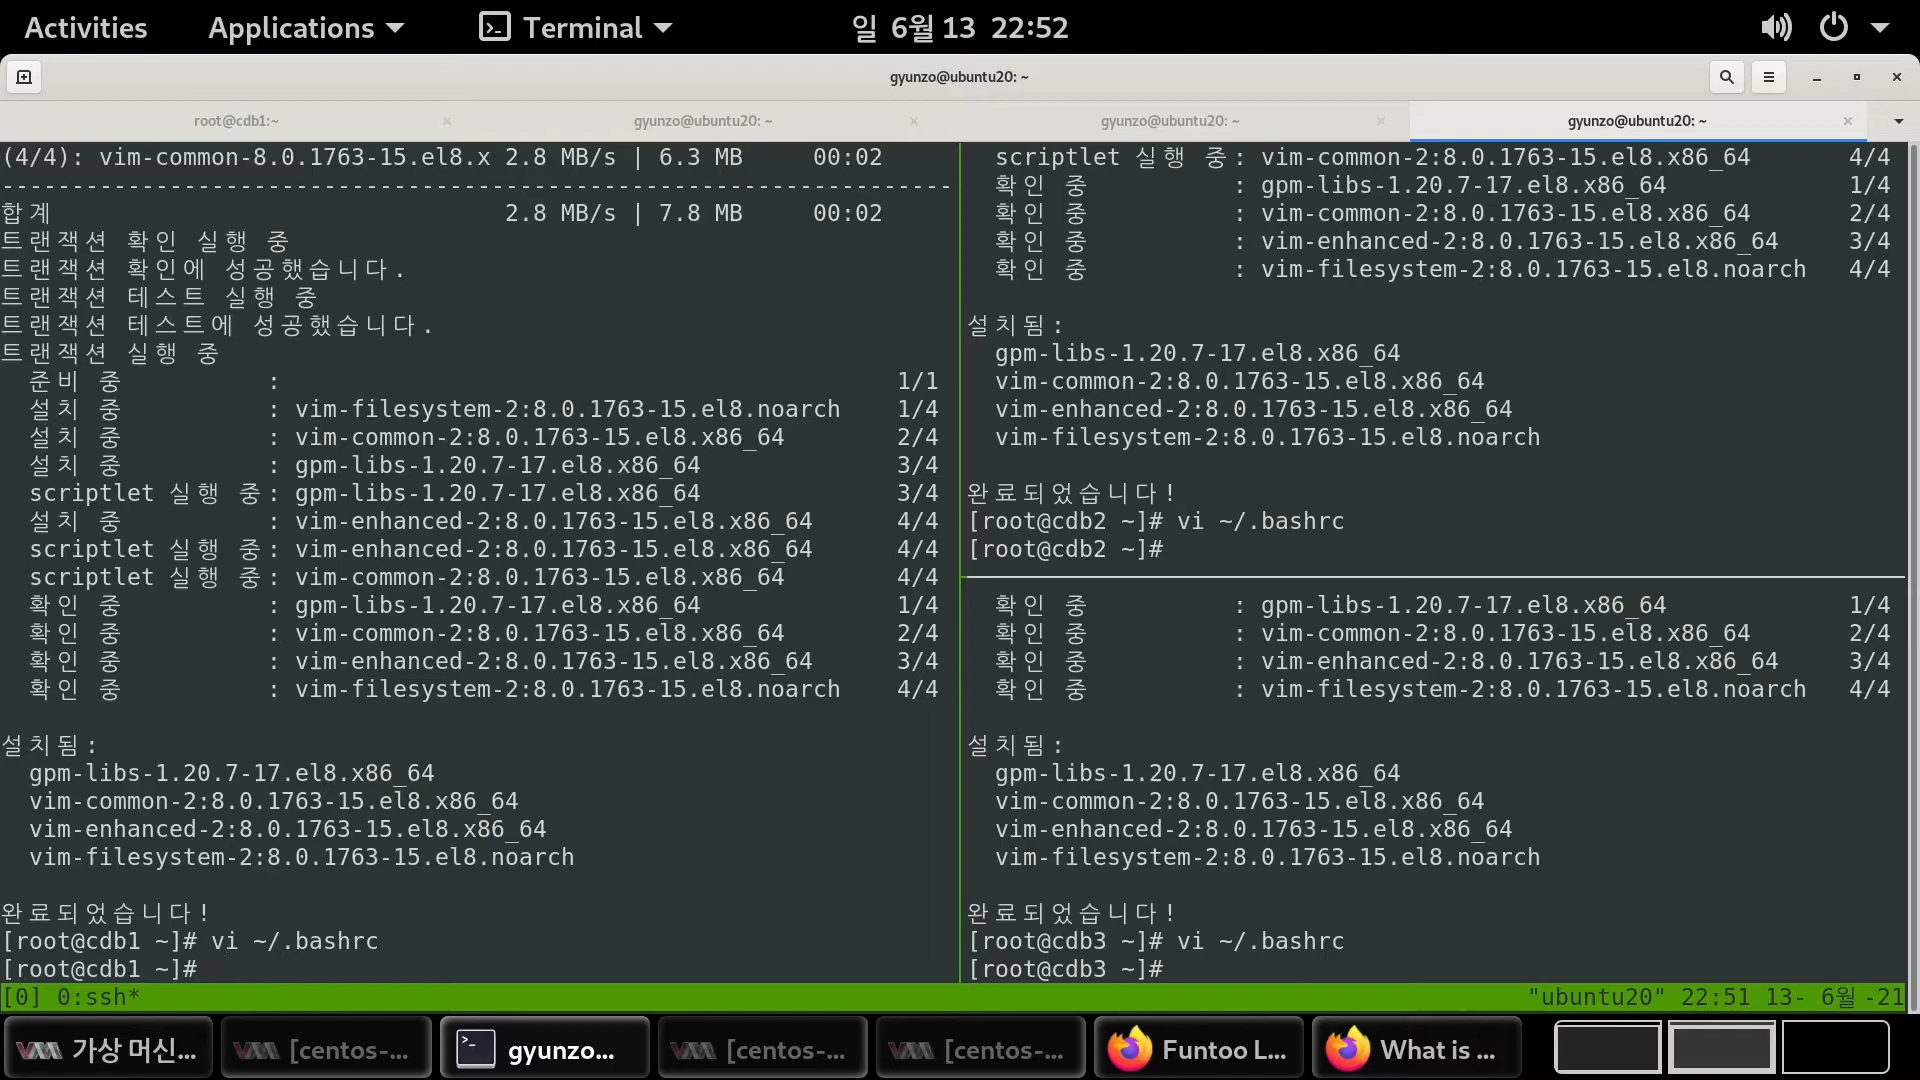 Activities
Applications
Terminal
일 6월 13 22:52
gyunzo@ubuntu20: ~
root@cdb1:~
gyunzo@ubuntu20: ~
gyunzo@ubuntu20: ~
gyunzo@ubuntu20: ~
(4/4): vim-common-8.0.1763-15.el8.x 2.8 MB/s | 6.3 MB 00:02
--------------------------------------------------------------------
합계 2.8 MB/s | 7.8 MB 00:02
트랜잭션 확인 실행 중
트랜잭션 확인에 성공했습니다.
트랜잭션 테스트 실행 중
트랜잭션 테스트에 성공했습니다.
트랜잭션 실행 중
준비 중 : 1/1
설치 중 : vim-filesystem-2:8.0.1763-15.el8.noarch 1/4
설치 중 : vim-common-2:8.0.1763-15.el8.x86_64 2/4
설치 중 : gpm-libs-1.20.7-17.el8.x86_64 3/4
scriptlet 실행 중: gpm-libs-1.20.7-17.el8.x86_64 3/4
설치 중 : vim-enhanced-2:8.0.1763-15.el8.x86_64 4/4
scriptlet 실행 중: vim-enhanced-2:8.0.1763-15.el8.x86_64 4/4
scriptlet 실행 중: vim-common-2:8.0.1763-15.el8.x86_64 4/4
확인 중 : gpm-libs-1.20.7-17.el8.x86_64 1/4
확인 중 : vim-common-2:8.0.1763-15.el8.x86_64 2/4
확인 중 : vim-enhanced-2:8.0.1763-15.el8.x86_64 3/4
확인 중 : vim-filesystem-2:8.0.1763-15.el8.noarch 4/4
설치됨:
gpm-libs-1.20.7-17.el8.x86_64
vim-common-2:8.0.1763-15.el8.x86_64
vim-enhanced-2:8.0.1763-15.el8.x86_64
vim-filesystem-2:8.0.1763-15.el8.noarch
완료되었습니다!
[root@cdb1 ~]# vi ~/.bashrc
[root@cdb1 ~]#
scriptlet 실행 중: vim-common-2:8.0.1763-15.el8.x86_64 4/4
확인 중 : gpm-libs-1.20.7-17.el8.x86_64 1/4
확인 중 : vim-common-2:8.0.1763-15.el8.x86_64 2/4
확인 중 : vim-enhanced-2:8.0.1763-15.el8.x86_64 3/4
확인 중 : vim-filesystem-2:8.0.1763-15.el8.noarch 4/4
설치됨:
gpm-libs-1.20.7-17.el8.x86_64
vim-common-2:8.0.1763-15.el8.x86_64
vim-enhanced-2:8.0.1763-15.el8.x86_64
vim-filesystem-2:8.0.1763-15.el8.noarch
완료되었습니다!
[root@cdb2 ~]# vi ~/.bashrc
[root@cdb2 ~]#
확인 중 : gpm-libs-1.20.7-17.el8.x86_64 1/4
확인 중 : vim-common-2:8.0.1763-15.el8.x86_64 2/4
확인 중 : vim-enhanced-2:8.0.1763-15.el8.x86_64 3/4
확인 중 : vim-filesystem-2:8.0.1763-15.el8.noarch 4/4
설치됨:
gpm-libs-1.20.7-17.el8.x86_64
vim-common-2:8.0.1763-15.el8.x86_64
vim-enhanced-2:8.0.1763-15.el8.x86_64
vim-filesystem-2:8.0.1763-15.el8.noarch
완료되었습니다!
[root@cdb3 ~]# vi ~/.bashrc
[root@cdb3 ~]#
[0] 0:ssh*
"ubuntu20" 22:51 13- 6월 -21
가상 머신...
[centos-...
gyunzo...
[centos-...
[centos-...
Funtoo L...
What is ...